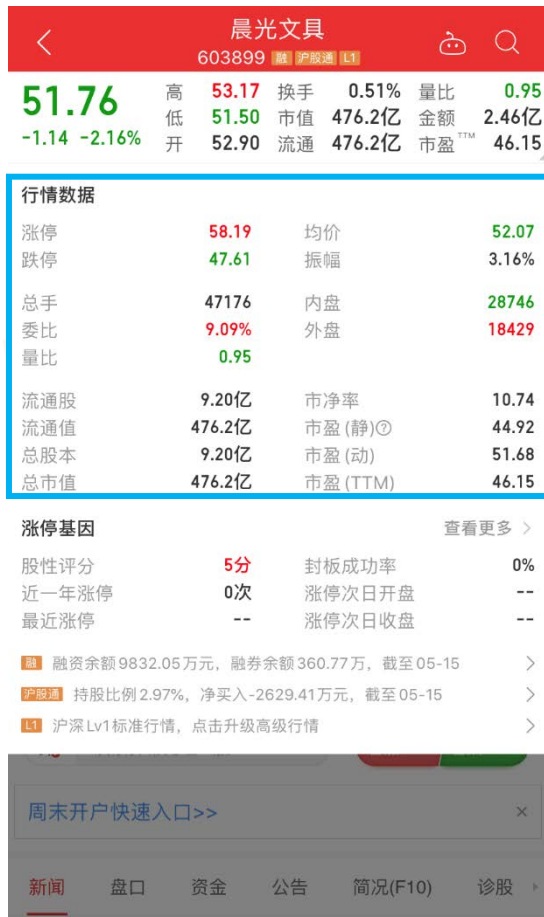 晨光文具
603899 融 沪股通 L1
51.76 高 53.17 换手 0.51% 量比 0.95
低 51.50 市值 476.2亿 金额 2.46亿
-1.14 -2.16% 开 52.90 流通 476.2亿 市盈TTM 46.15
行情数据
涨停 58.19 均价 52.07
跌停 47.61 振幅 3.16%
总手 47176 内盘 28746
委比 9.09% 外盘 18429
量比 0.95
流通股 9.20亿 市净率 10.74
流通值 476.2亿 市盈(静)? 44.92
总股本 9.20亿 市盈(动) 51.68
总市值 476.2亿 市盈(TTM) 46.15
涨停基因 查看更多 >
股性评分 5分 封板成功率 0%
近一年涨停 0次 涨停次日开盘 --
最近涨停 -- 涨停次日收盘 --
融 融资余额9832.05万元，融券余额360.77万，截至05-15 >
沪股通 持股比例2.97%，净买入-2629.41万元，截至05-15 >
L1 沪深Lv1标准行情，点击升级高级行情 >
周末开户快速入口>> ×
新闻 盘口 资金 公告 简况(F10) 诊股